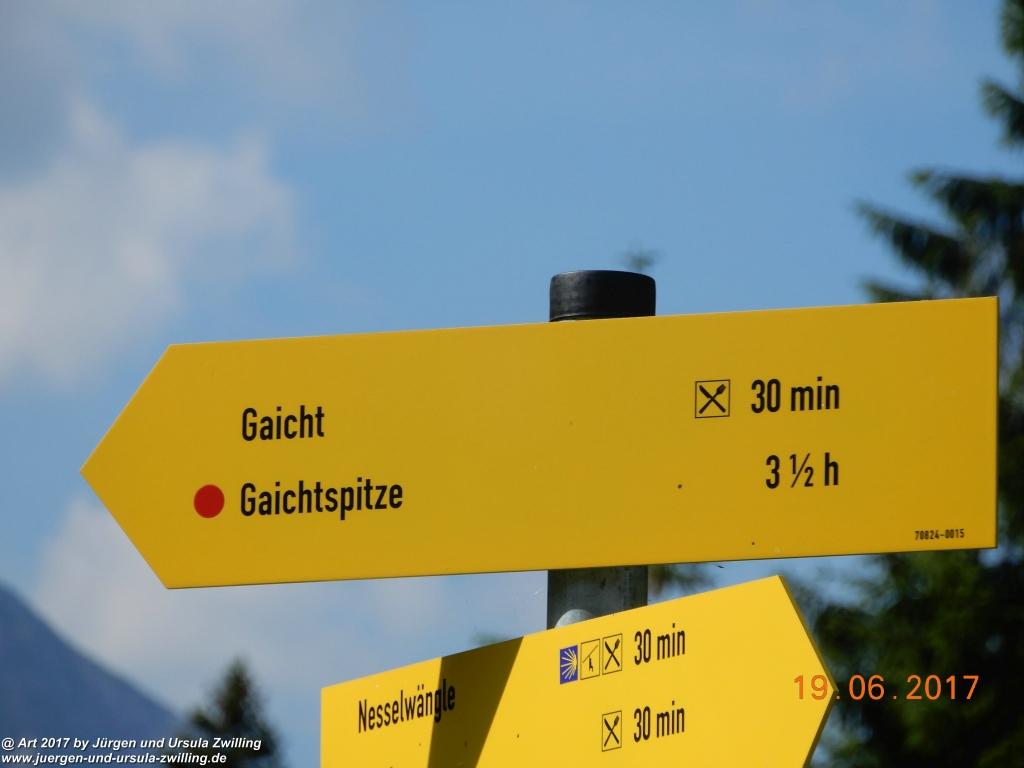 Gaicht 30 min
Gaichtspitze 3 ½ h
70824-0015
Nesselwängle 30 min
30 min
19.06.2017
@ Art 2017 by Jürgen und Ursula Zwilling
www.juergen-und-ursula-zwilling.de